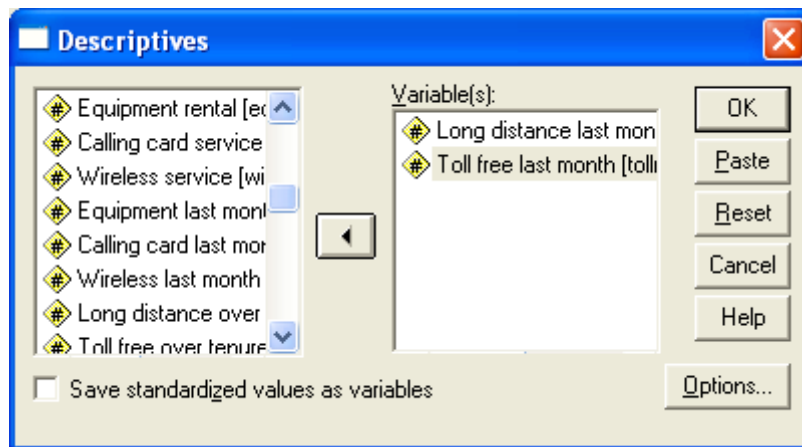 Descriptives
Equipment rental [e
Calling card service
Wireless service [wi
Equipment last mont
Calling card last mor
Wireless last month
Long distance over
Toll free over tenure
Variable(s):
Long distance last mon
Toll free last month [toll
OK
Paste
Reset
Cancel
Help
Save standardized values as variables
Options...